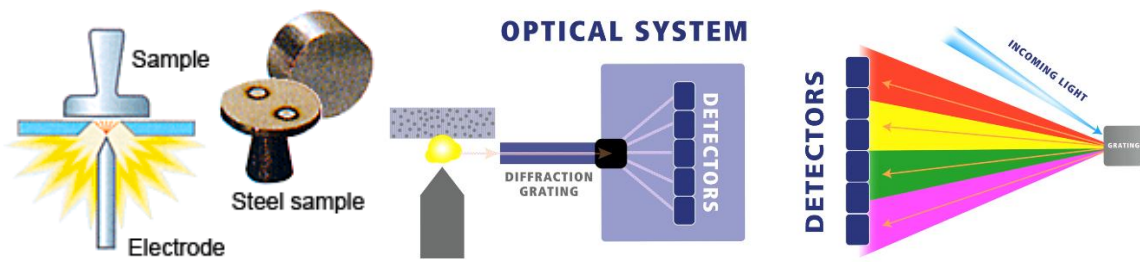 Sample
Steel sample
Electrode
OPTICAL SYSTEM
DIFFRACTION
GRATING
DETECTORS
DETECTORS
INCOMING LIGHT
GRATING